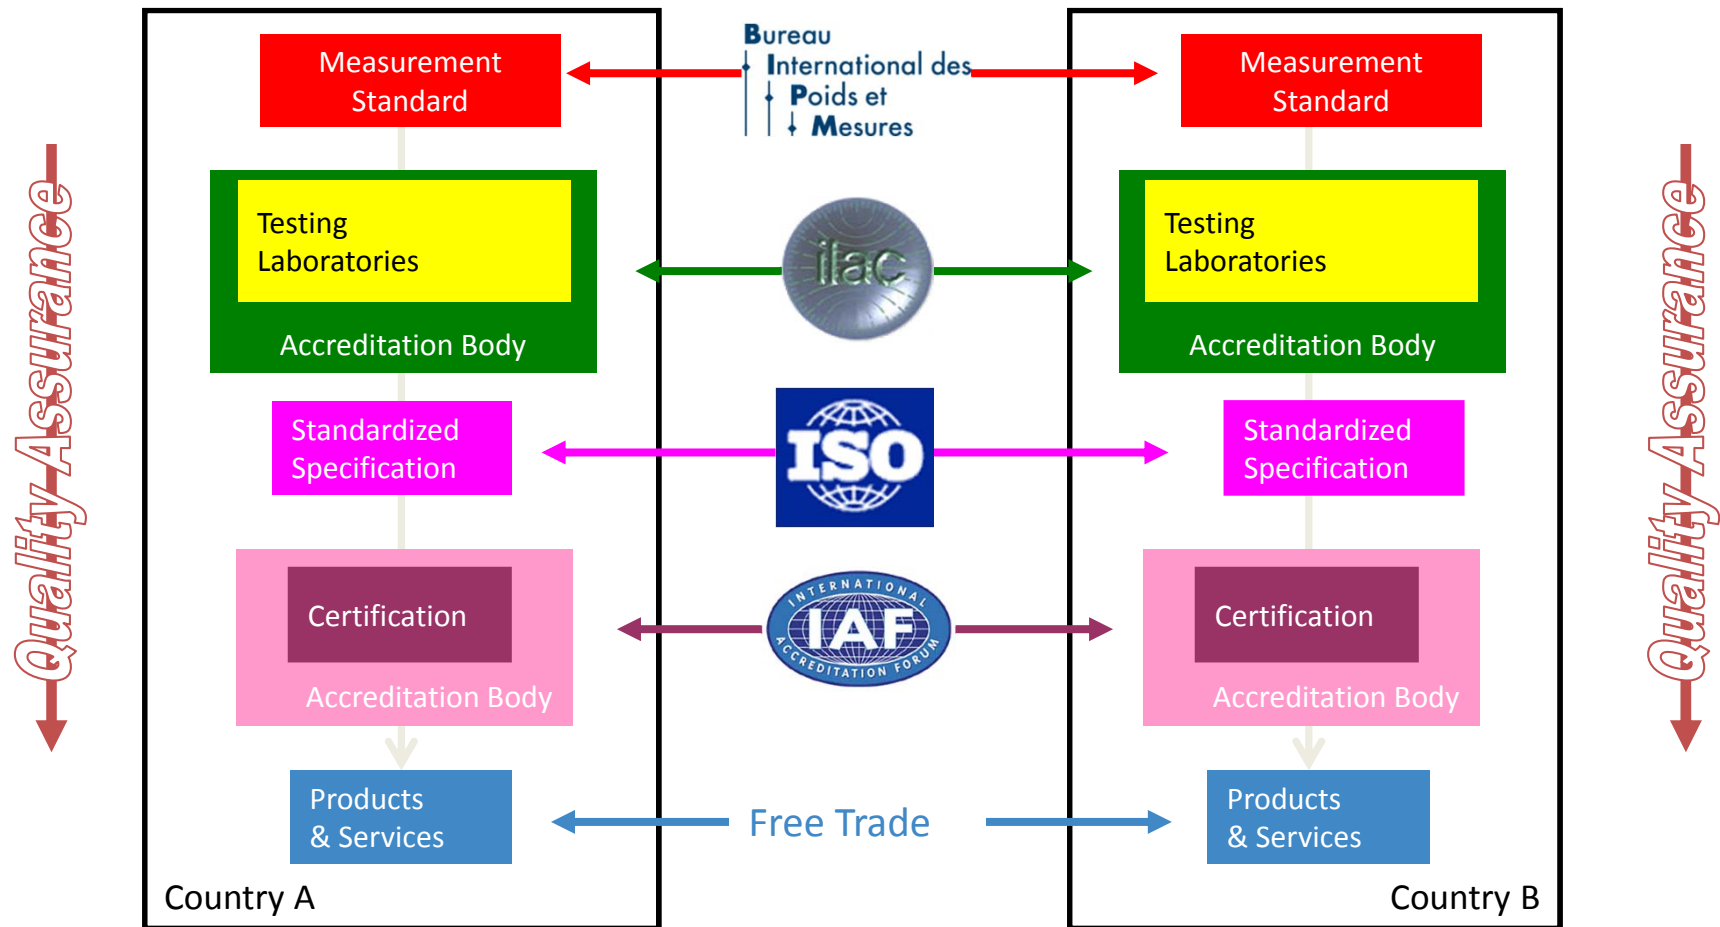 Measurement
Standard
Bureau
International des
Poids et
Mesures
Measurement
Standard
Quality Assurance
Testing
Laboratories
Accreditation Body
ilac
Testing
Laboratories
Accreditation Body
Quality Assurance
Standardized
Specification
ISO
Standardized
Specification
Certification
Accreditation Body
INTERNATIONAL
IAF
ACCREDITATION FORUM
Certification
Accreditation Body
Products
& Services
Free Trade
Products
& Services
Country A
Country B